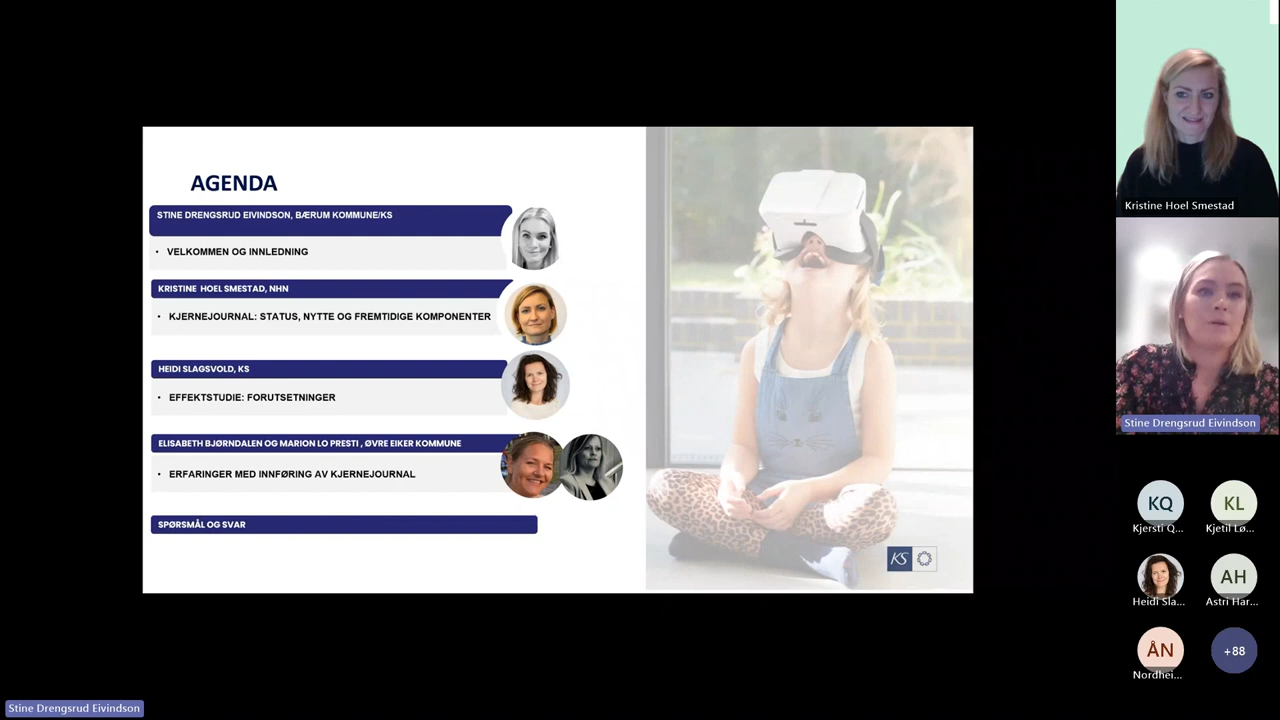 AGENDA
STINE DRENGSRUD EIVINDSON, BÆRUM KOMMUNE/KS
• VELKOMMEN OG INNLEDNING
KRISTINE HOEL SMESTAD, NHN
• KJERNEJOURNAL: STATUS, NYTTE OG FREMTIDIGE KOMPONENTER
HEIDI SLAGSVOLD, KS
• EFFEKTSTUDIE: FORUTSETNINGER
ELISABETH BJØRNDALEN OG MARION LO PRESTI , ØVRE EIKER KOMMUNE
• ERFARINGER MED INNFØRING AV KJERNEJOURNAL
SPØRSMÅL OG SVAR
KS
Kristine Hoel Smestad
Stine Drengsrud Eivindson
KQ
KL
Kjersti Q...
Kjetil Lø...
AH
Heidi Sla...
Astri Har...
ÅN
+88
Nordhei...
Stine Drengsrud Eivindson